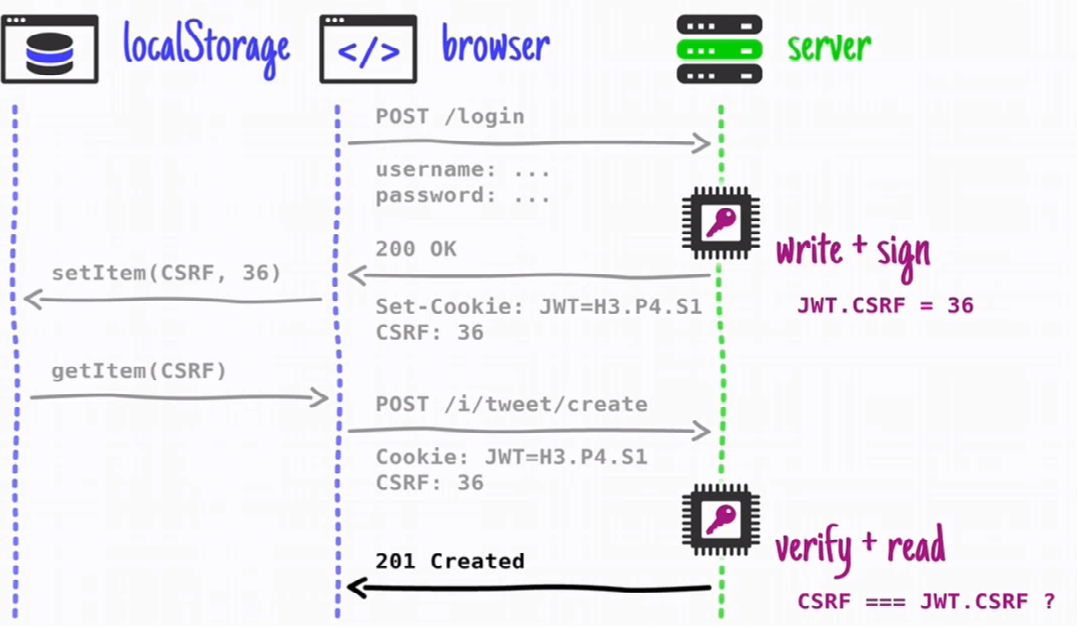 localStorage
</>
browser
server
POST /login
username: ...
password: ...
200 OK
write + sign
setItem(CSRF, 36)
Set-Cookie: JWT=H3.P4.S1
JWT.CSRF = 36
CSRF: 36
getItem(CSRF)
POST /i/tweet/create
Cookie: JWT=H3.P4.S1
CSRF: 36
verify + read
201 Created
CSRF === JWT.CSRF ?